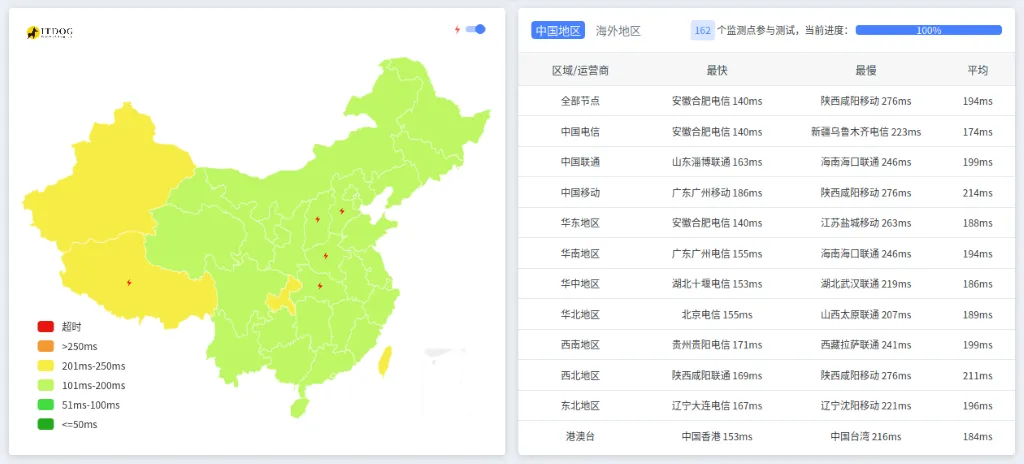 ITDOG
超时
>250ms
201ms-250ms
101ms-200ms
51ms-100ms
<=50ms
中国地区 海外地区 162 个监测点参与测试，当前进度： 100%
区域/运营商 最快 最慢 平均
全部节点 安徽合肥电信 140ms 陕西咸阳移动 276ms 194ms
中国电信 安徽合肥电信 140ms 新疆乌鲁木齐电信 223ms 174ms
中国联通 山东淄博联通 163ms 海南海口联通 246ms 199ms
中国移动 广东广州移动 186ms 陕西咸阳移动 276ms 214ms
华东地区 安徽合肥电信 140ms 江苏盐城移动 263ms 188ms
华南地区 广东广州电信 155ms 海南海口联通 246ms 194ms
华中地区 湖北十堰电信 153ms 湖北武汉联通 219ms 186ms
华北地区 北京电信 155ms 山西太原联通 207ms 189ms
西南地区 贵州贵阳电信 171ms 西藏拉萨联通 241ms 199ms
西北地区 陕西咸阳联通 169ms 陕西咸阳移动 276ms 211ms
东北地区 辽宁大连电信 167ms 辽宁沈阳移动 221ms 196ms
港澳台 中国香港 153ms 中国台湾 216ms 184ms